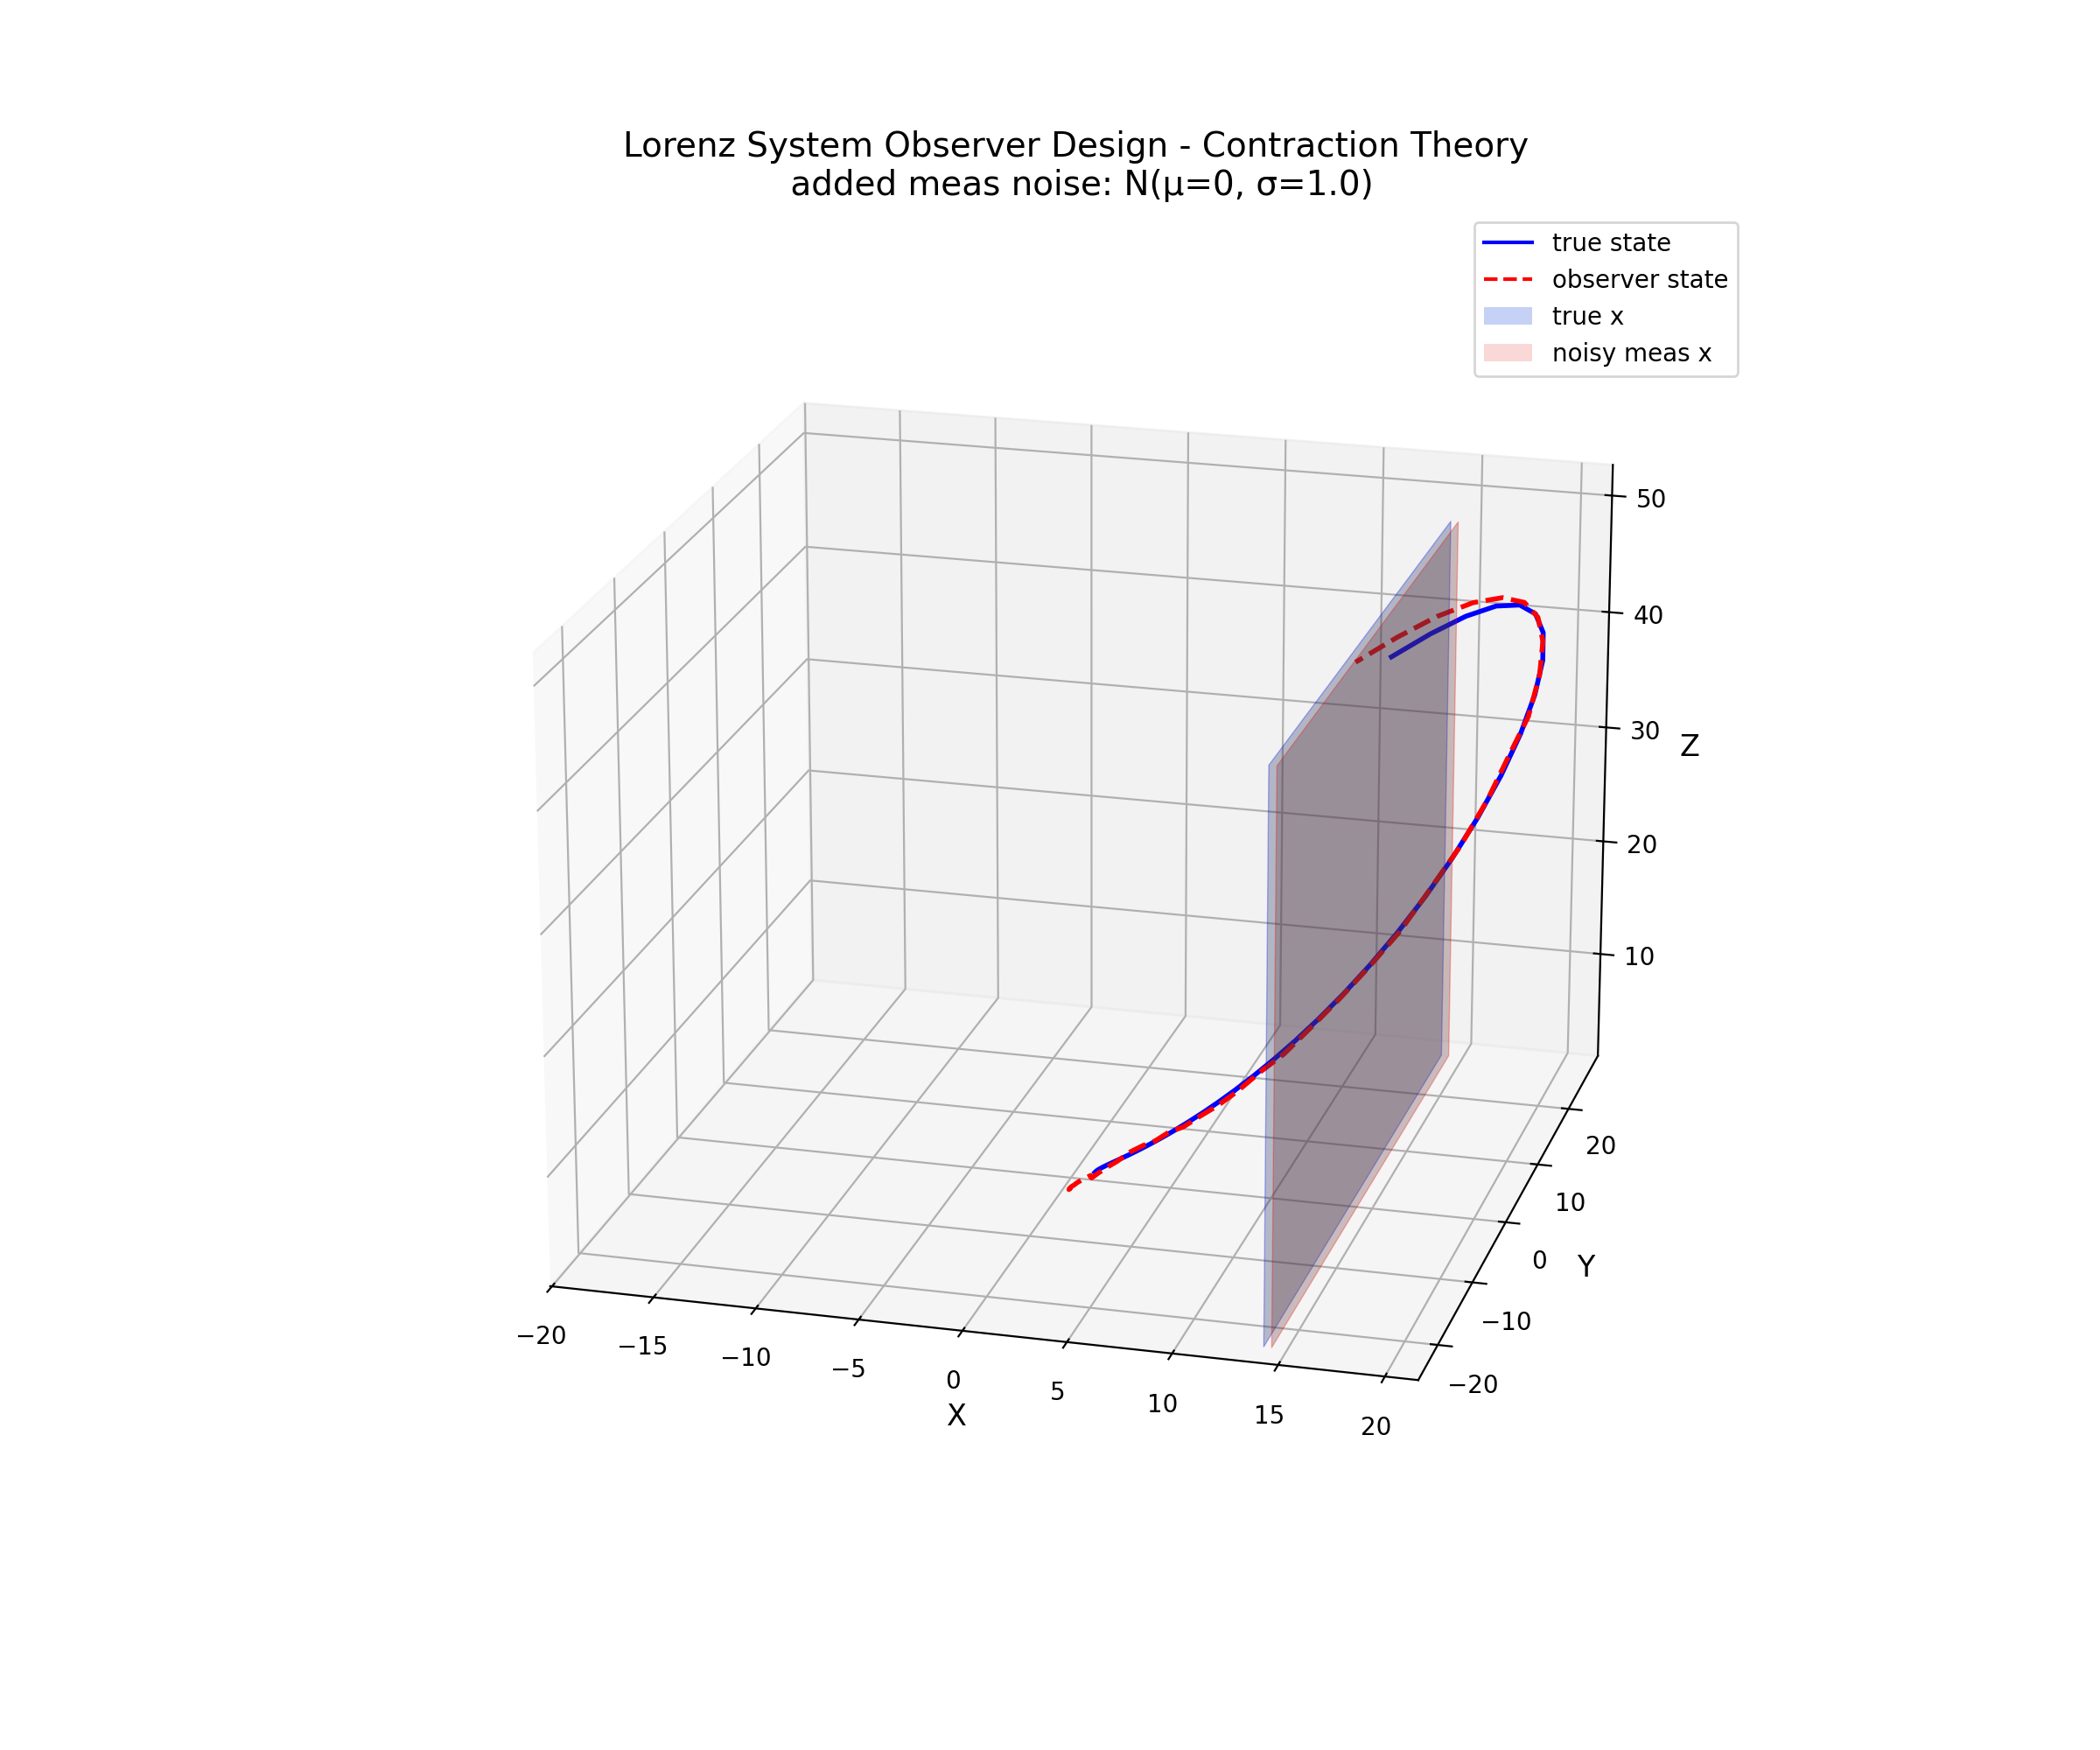 Lorenz System Observer Design - Contraction Theory
added meas noise: N(μ=0, σ=1.0)
true state
observer state
true x
noisy meas x
50
40
30
20
10
Z
20
10
0
−10
−20
Y
−20
−15
−10
−5
0
5
10
15
20
X